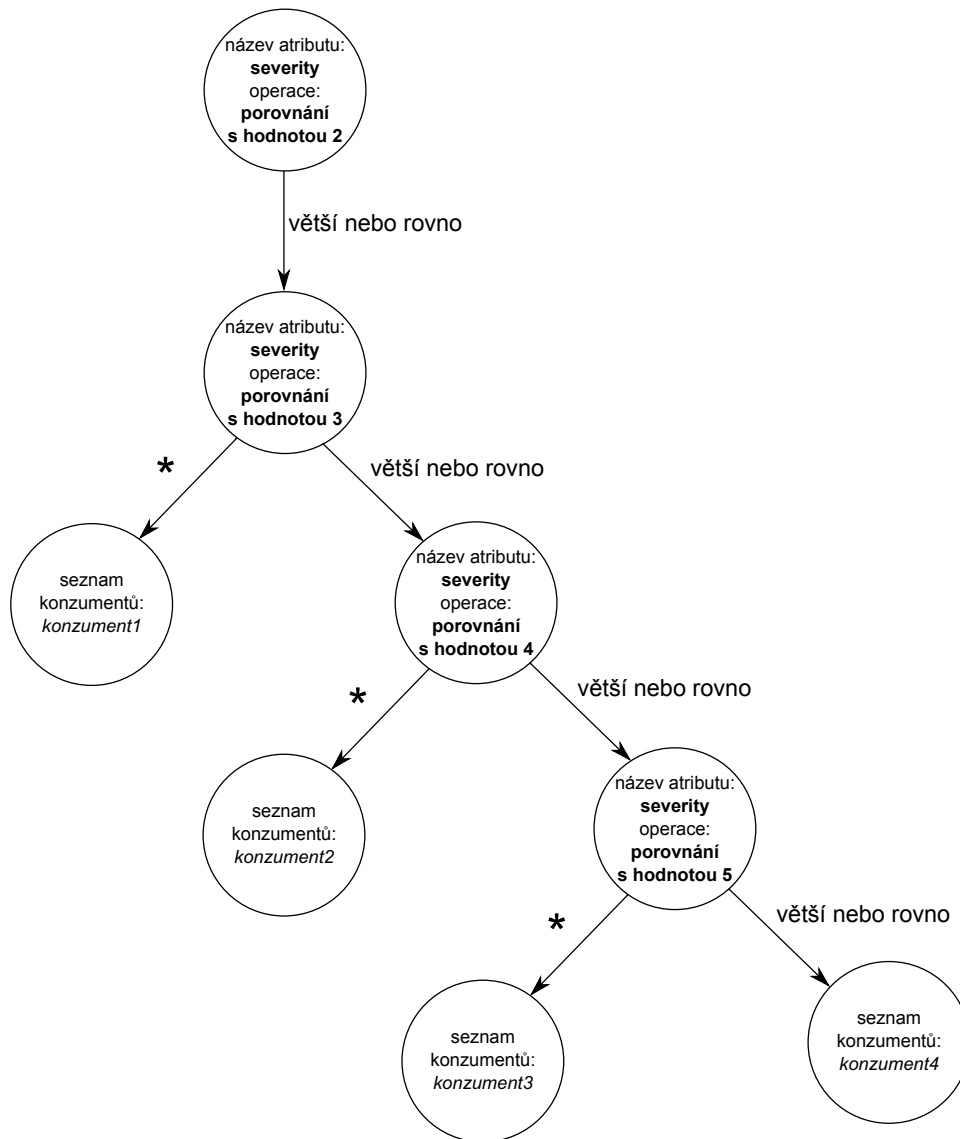 název atributu:
severity
operace:
porovnání
s hodnotou 2
větší nebo rovno
název atributu:
severity
operace:
porovnání
s hodnotou 3
*
větší nebo rovno
seznam
konzumentů:
konzument1
název atributu:
severity
operace:
porovnání
s hodnotou 4
*
větší nebo rovno
seznam
konzumentů:
konzument2
název atributu:
severity
operace:
porovnání
s hodnotou 5
*
větší nebo rovno
seznam
konzumentů:
konzument3
seznam
konzumentů:
konzument4